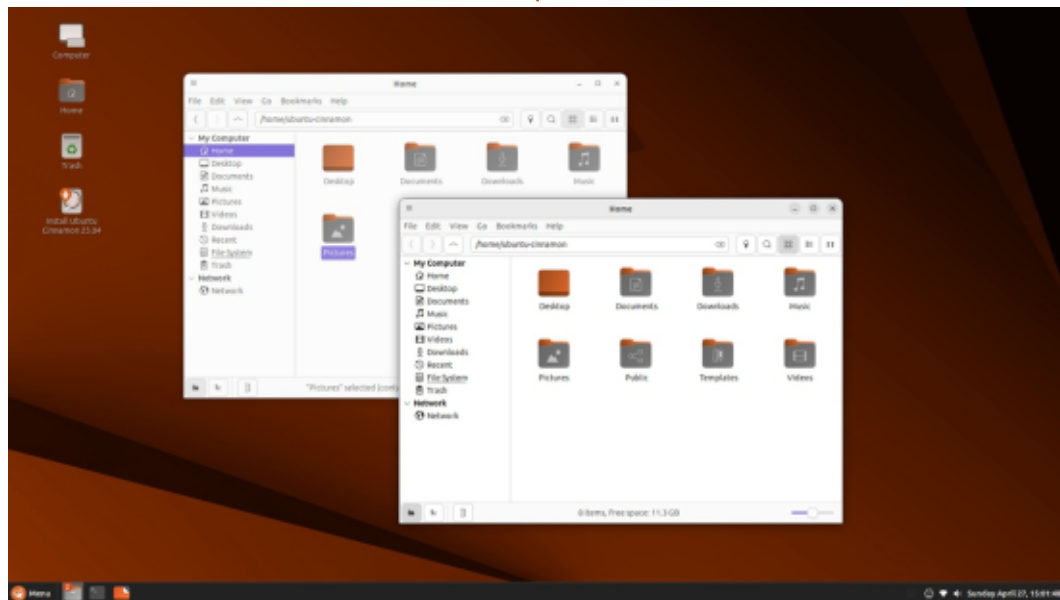 Computer
Home
Trash
Install Ubuntu
Cinnamon 25.04
Home
File Edit View Go Bookmarks Help
/home/ubuntu-cinnamon
My Computer
Home
Desktop
Documents
Music
Pictures
Videos
Downloads
Recent
File System
Trash
Network
Network
Desktop Documents Downloads Music
Pictures
"Pictures" selected
Home
File Edit View Go Bookmarks Help
/home/ubuntu-cinnamon
My Computer
Home
Desktop
Documents
Music
Pictures
Videos
Downloads
Recent
File System
Trash
Network
Network
Desktop Documents Downloads Music
Pictures Public Templates Videos
8 items, Free space: 11.3 GB
Menu
Sunday April 27, 15:01